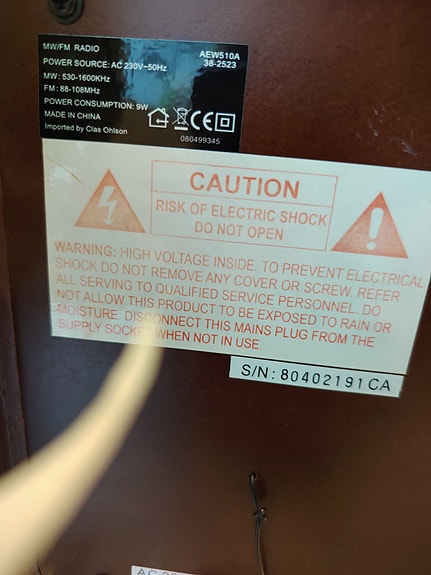 MW/FM RADIO AEW510A
POWER SOURCE: AC 230V~50Hz 38-2523
MW: 530-1600KHz
FM: 88-108MHz
POWER CONSUMPTION: 9W
MADE IN CHINA
Imported by Clas Ohlson 080499345
CAUTION
RISK OF ELECTRIC SHOCK
DO NOT OPEN
WARNING: HIGH VOLTAGE INSIDE. TO PREVENT ELECTRICAL
SHOCK DO NOT REMOVE ANY COVER OR SCREW. REFER
ALL SERVING TO QUALIFIED SERVICE PERSONNEL. DO
NOT ALLOW THIS PRODUCT TO BE EXPOSED TO RAIN OR
MOISTURE. DISCONNECT THIS MAINS PLUG FROM THE
SUPPLY SOCKET WHEN NOT IN USE.
S/N: 80402191CA
AC